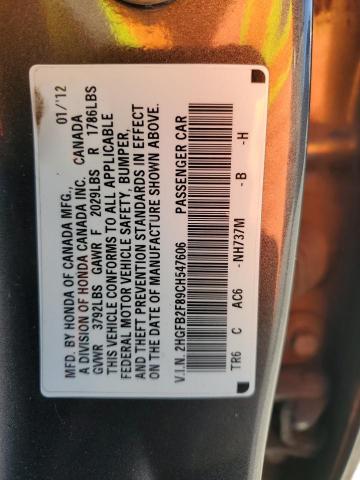 MFD. BY HONDA OF CANADA MFG., 01/'12
A DIVISION OF HONDA CANADA INC. CANADA
GVWR 3792LBS GAWR F 2029LBS R 1786LBS
THIS VEHICLE CONFORMS TO ALL APPLICABLE
FEDERAL MOTOR VEHICLE SAFETY, BUMPER,
AND THEFT PREVENTION STANDARDS IN EFFECT
ON THE DATE OF MANUFACTURE SHOWN ABOVE.
V.I.N. 2HGFB2F89CH547606 PASSENGER CAR
TR6 C AC6 -NH737M -B -H